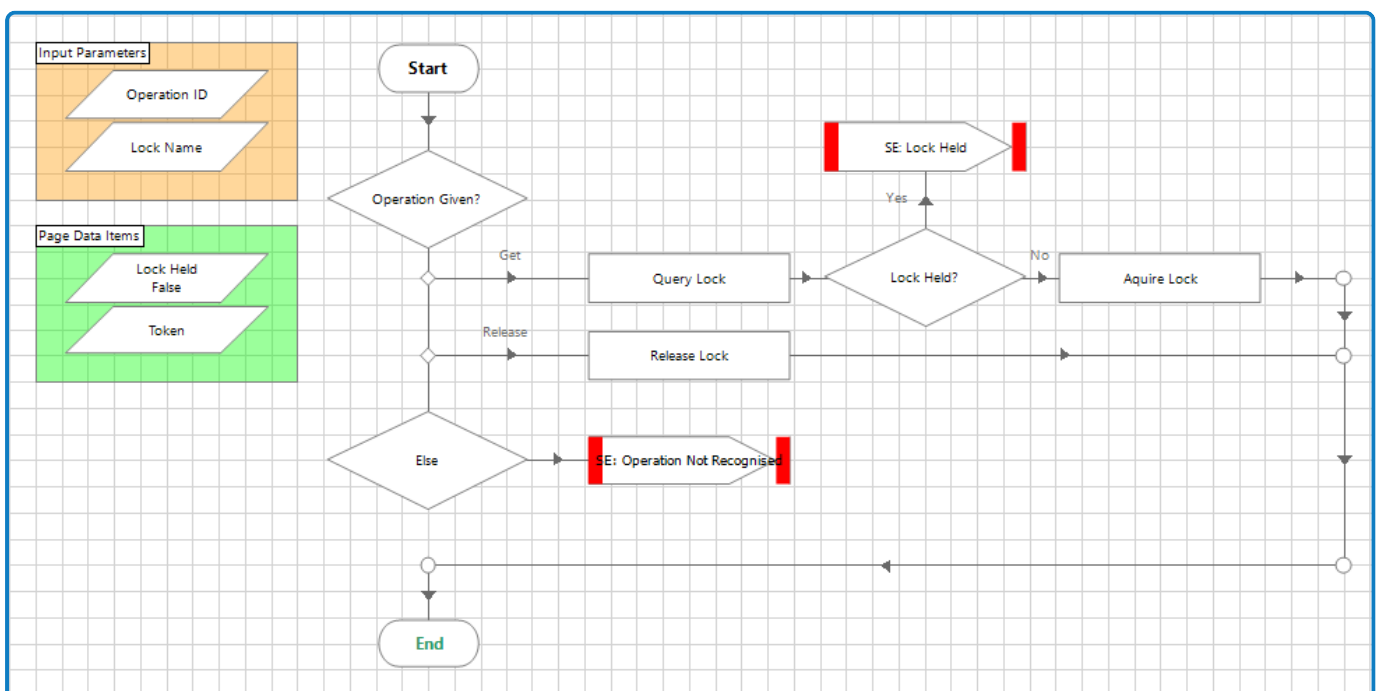 Input Parameters
Operation ID
Lock Name
Page Data Items
Lock Held
False
Token
Start
Operation Given?
Get
Query Lock
Lock Held?
Yes
SE: Lock Held
No
Aquire Lock
Release
Release Lock
Else
SE: Operation Not Recognised
End